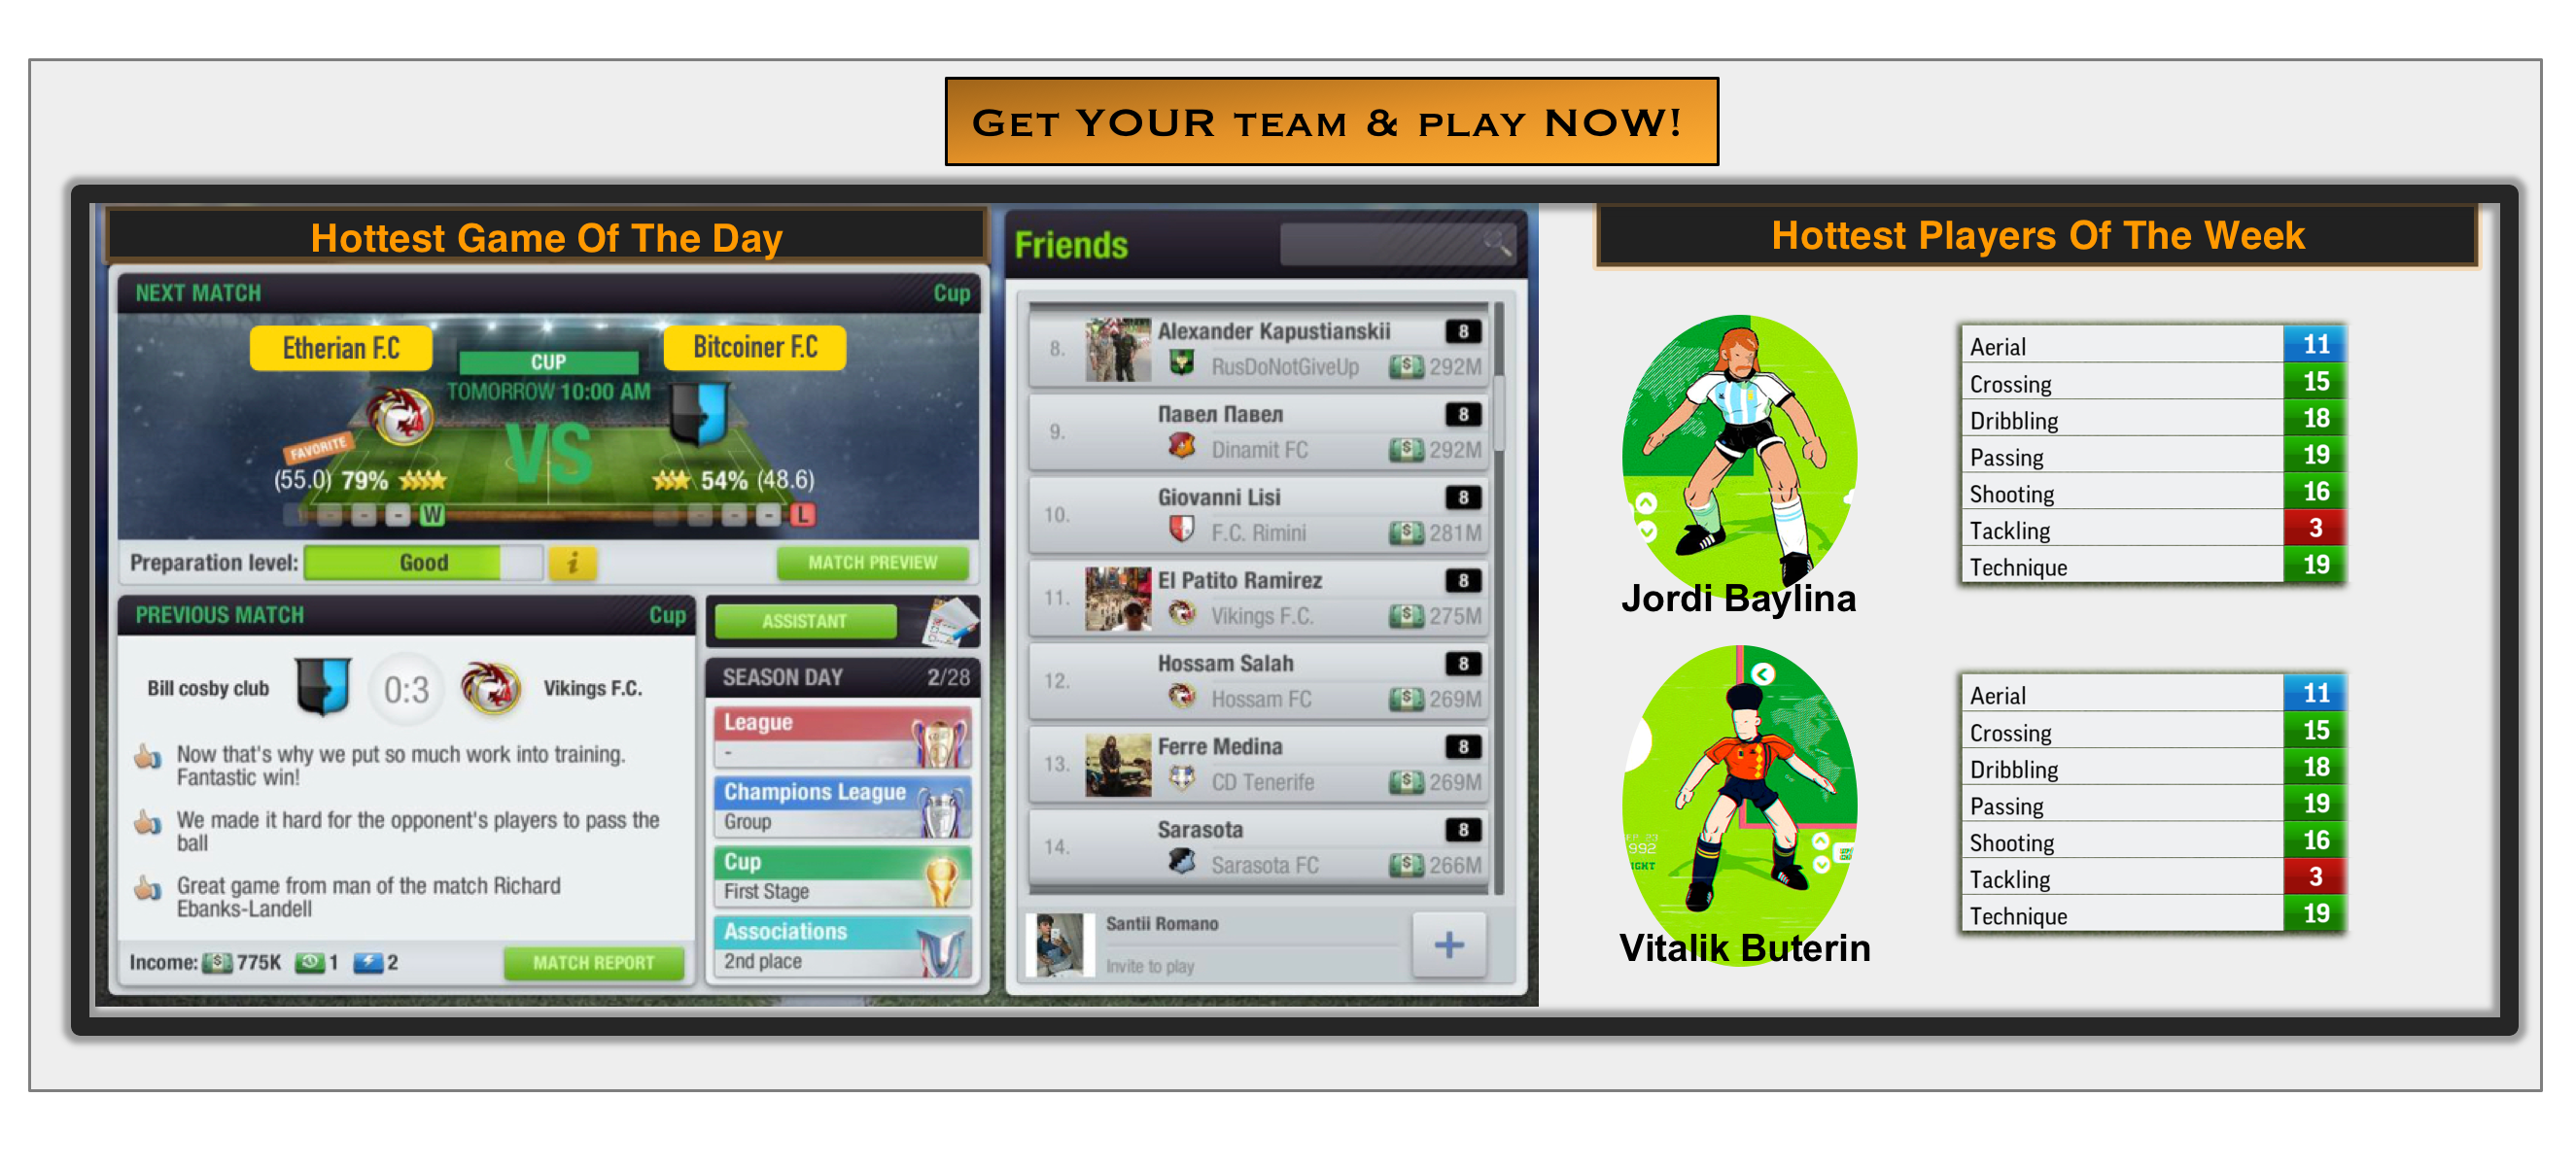 GET YOUR TEAM & PLAY NOW!
Hottest Game Of The Day
NEXT MATCH Cup
Etherian F.C Bitcoiner F.C
CUP
TOMORROW 10:00 AM
FAVORITE
VS
(55.0) 79% 54% (48.6)
- - - W - - - L
Preparation level: Good i MATCH PREVIEW
PREVIOUS MATCH Cup
Bill cosby club 0:3 Vikings F.C.
Now that's why we put so much work into training.
Fantastic win!
We made it hard for the opponent's players to pass the
ball
Great game from man of the match Richard
Ebanks-Landell
Income: $ 775K 1 2 MATCH REPORT
ASSISTANT
SEASON DAY 2/28
League
-
Champions League
Group
Cup
First Stage
Associations
2nd place
Friends
8. Alexander Kapustianskii 8
RusDoNotGiveUp $ 292M
9. Павел Павел 8
Dinamit FC $ 292M
10. Giovanni Lisi 8
F.C. Rimini $ 281M
11. El Patito Ramirez 8
Vikings F.C. $ 275M
12. Hossam Salah 8
Hossam FC $ 269M
13. Ferre Medina 8
CD Tenerife $ 269M
14. Sarasota 8
Sarasota FC $ 266M
Santii Romano
Invite to play
+
Hottest Players Of The Week
Jordi Baylina
Aerial 11
Crossing 15
Dribbling 18
Passing 19
Shooting 16
Tackling 3
Technique 19
992
Vitalik Buterin
Aerial 11
Crossing 15
Dribbling 18
Passing 19
Shooting 16
Tackling 3
Technique 19